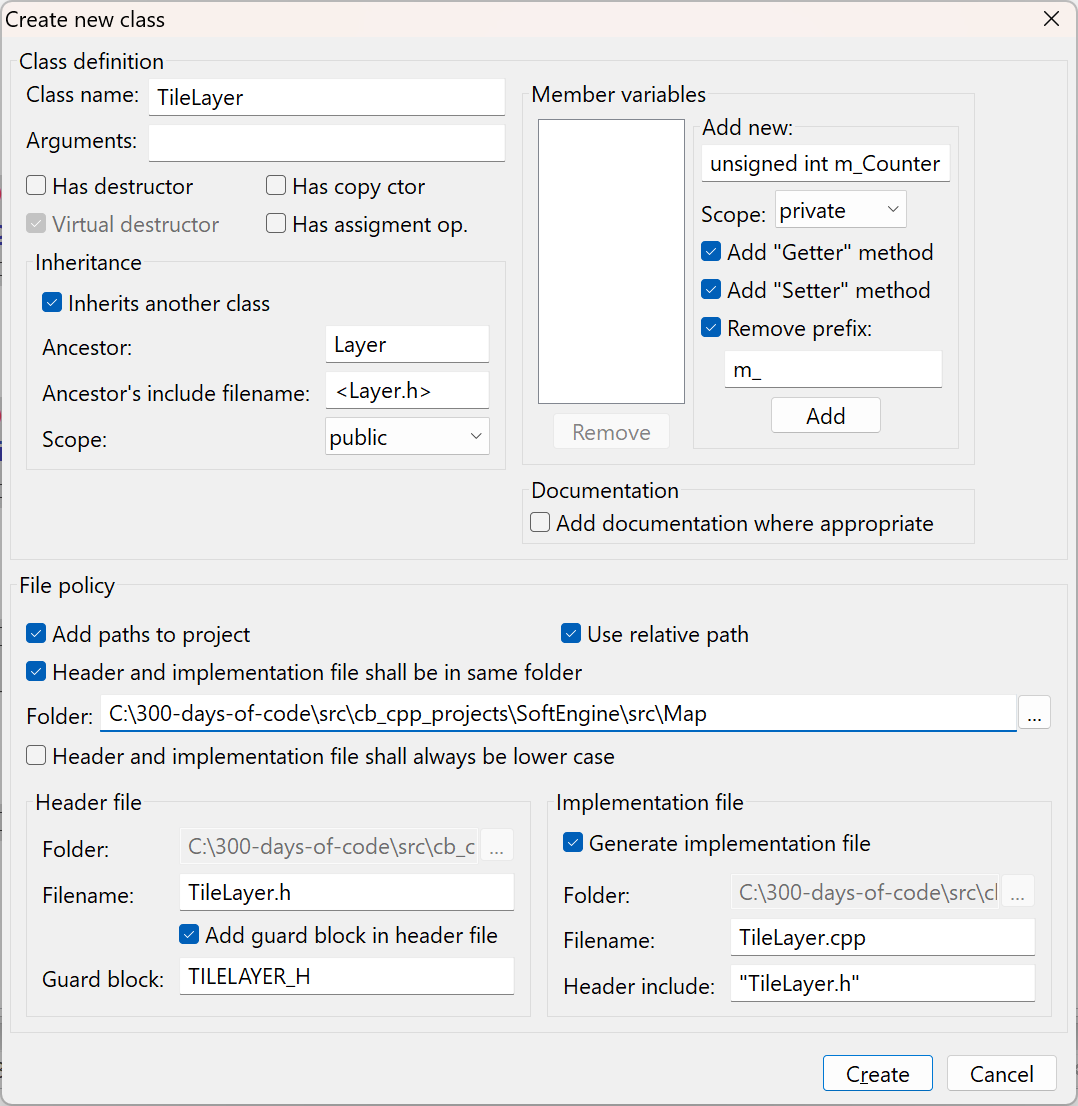 Create new class
Class definition
Class name: TileLayer
Arguments:
Has destructor
Has copy ctor
Virtual destructor
Has assigment op.
Inheritance
Inherits another class
Ancestor: Layer
Ancestor's include filename: <Layer.h>
Scope: public
Member variables
Add new:
unsigned int m_Counter
Scope: private
Add "Getter" method
Add "Setter" method
Remove prefix:
m_
Add
Remove
Documentation
Add documentation where appropriate
File policy
Add paths to project
Use relative path
Header and implementation file shall be in same folder
Folder: C:\300-days-of-code\src\cb_cpp_projects\SoftEngine\src\Map ...
Header and implementation file shall always be lower case
Header file
Folder: C:\300-days-of-code\src\cb_c ...
Filename: TileLayer.h
Add guard block in header file
Guard block: TILELAYER_H
Implementation file
Generate implementation file
Folder: C:\300-days-of-code\src\cl ...
Filename: TileLayer.cpp
Header include: "TileLayer.h"
Create
Cancel